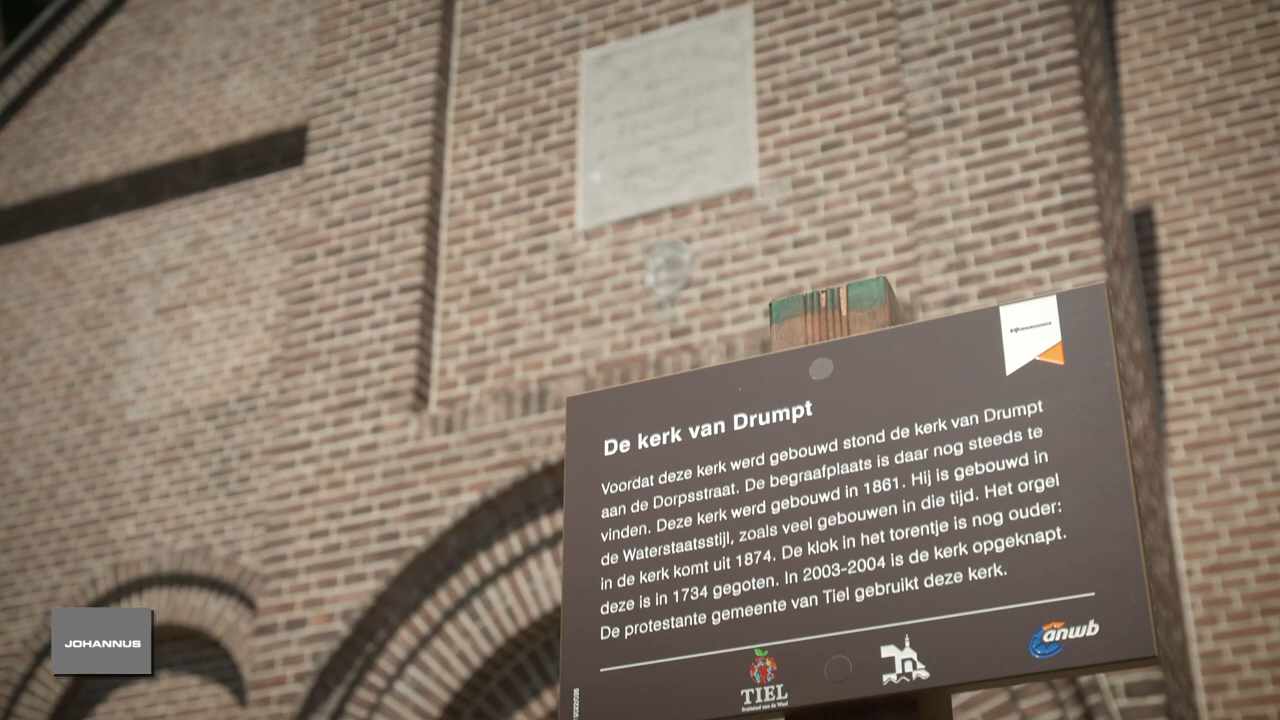 De kerk van Drumpt
Voordat deze kerk werd gebouwd stond de kerk van Drumpt
aan de Dorpsstraat. De begraafplaats is daar nog steeds te
vinden. Deze kerk werd gebouwd in 1861. Hij is gebouwd in
de Waterstaatsstijl, zoals veel gebouwen in die tijd. Het orgel
in de kerk komt uit 1874. De klok in het torentje is nog ouder:
deze is in 1734 gegoten. In 2003-2004 is de kerk opgeknapt.
De protestante gemeente van Tiel gebruikt deze kerk.
JOHANNUS
TIEL
Fruitstad aan de Waal
anwb